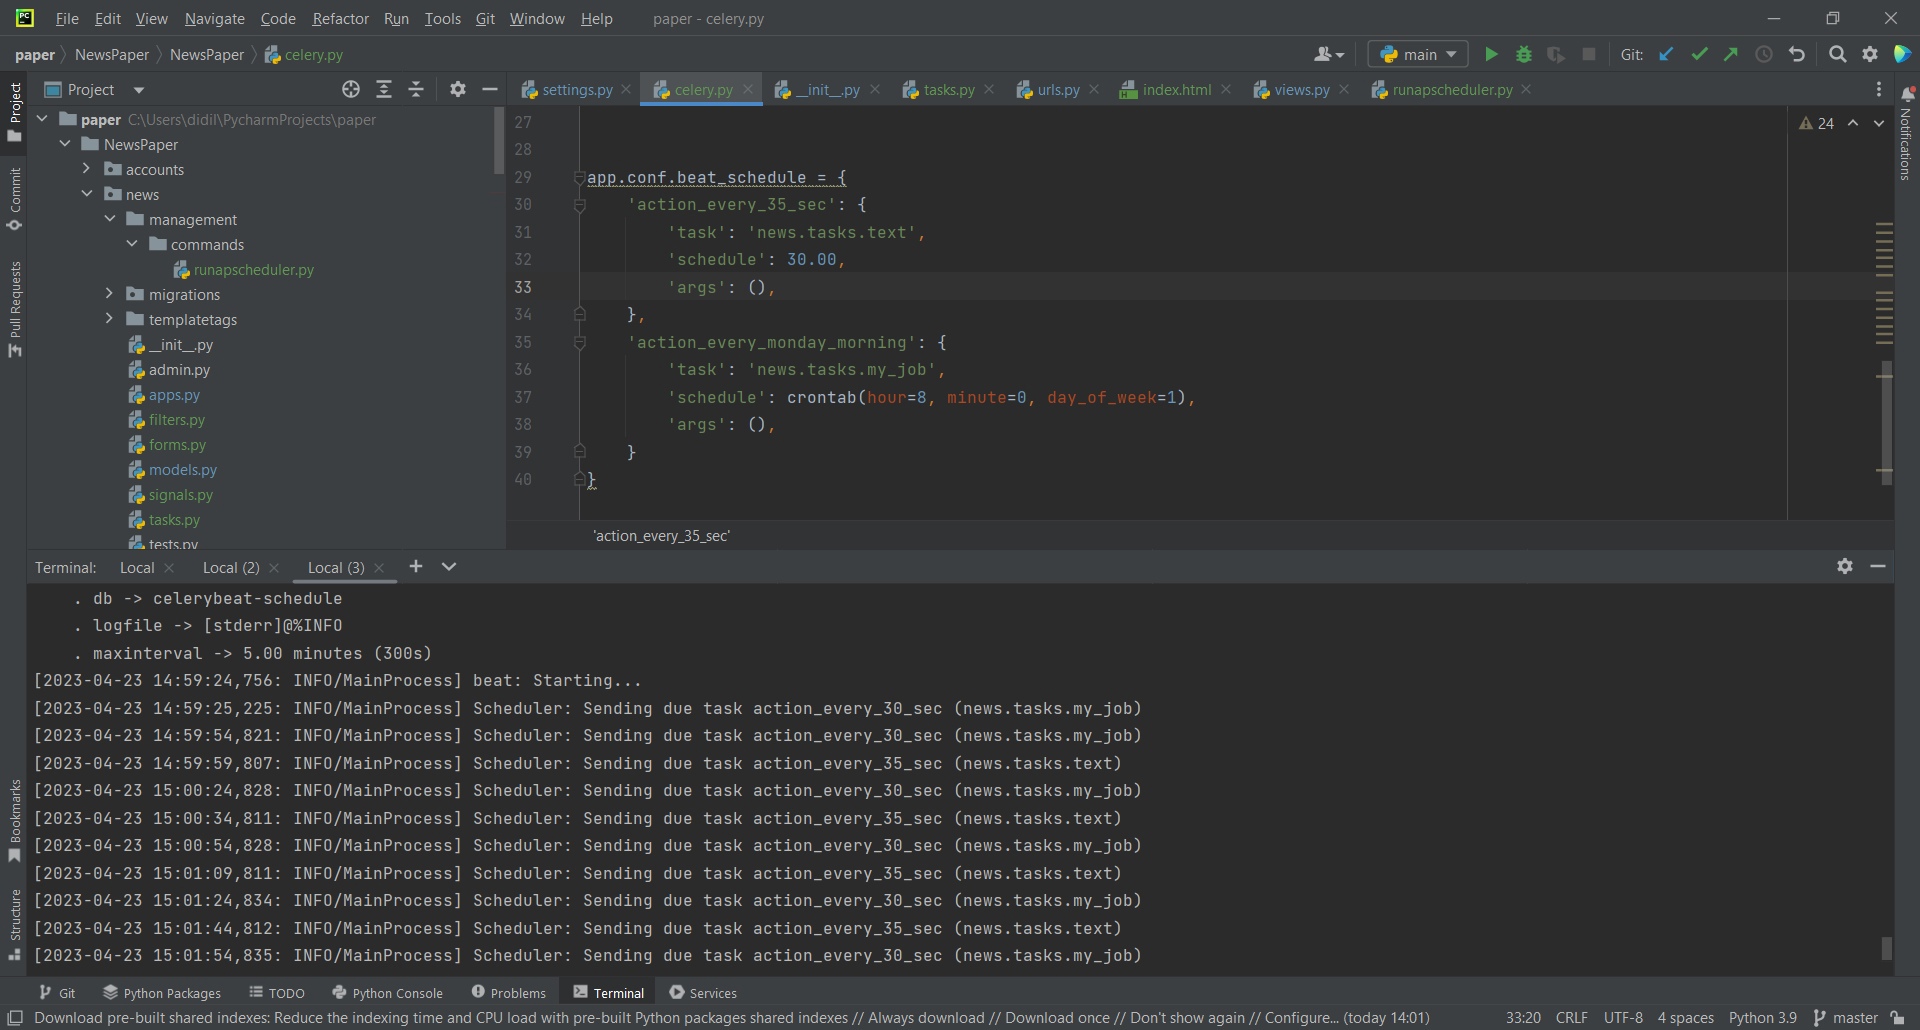 PC
File Edit View Navigate Code Refactor Run Tools Git Window Help paper - celery.py
paper NewsPaper NewsPaper celery.py main Git:
Project settings.py celery.py __init__.py tasks.py urls.py index.html views.py runapscheduler.py
Project
Commit
Pull Requests
Bookmarks
Structure
Notifications
paper C:\Users\didil\PycharmProjects\paper
NewsPaper
accounts
news
management
commands
runapscheduler.py
migrations
templatetags
__init__.py
admin.py
apps.py
filters.py
forms.py
models.py
signals.py
tasks.py
tests.py
24
27
28
29 app.conf.beat_schedule = {
30 'action_every_35_sec': {
31 'task': 'news.tasks.text',
32 'schedule': 30.00,
33 'args': (),
34 },
35 'action_every_monday_morning': {
36 'task': 'news.tasks.my_job',
37 'schedule': crontab(hour=8, minute=0, day_of_week=1),
38 'args': (),
39 }
40 }
'action_every_35_sec'
Terminal: Local Local (2) Local (3)
. db -> celerybeat-schedule
. logfile -> [stderr]@%INFO
. maxinterval -> 5.00 minutes (300s)
[2023-04-23 14:59:24,756: INFO/MainProcess] beat: Starting...
[2023-04-23 14:59:25,225: INFO/MainProcess] Scheduler: Sending due task action_every_30_sec (news.tasks.my_job)
[2023-04-23 14:59:54,821: INFO/MainProcess] Scheduler: Sending due task action_every_30_sec (news.tasks.my_job)
[2023-04-23 14:59:59,807: INFO/MainProcess] Scheduler: Sending due task action_every_35_sec (news.tasks.text)
[2023-04-23 15:00:24,828: INFO/MainProcess] Scheduler: Sending due task action_every_30_sec (news.tasks.my_job)
[2023-04-23 15:00:34,811: INFO/MainProcess] Scheduler: Sending due task action_every_35_sec (news.tasks.text)
[2023-04-23 15:00:54,828: INFO/MainProcess] Scheduler: Sending due task action_every_30_sec (news.tasks.my_job)
[2023-04-23 15:01:09,811: INFO/MainProcess] Scheduler: Sending due task action_every_35_sec (news.tasks.text)
[2023-04-23 15:01:24,834: INFO/MainProcess] Scheduler: Sending due task action_every_30_sec (news.tasks.my_job)
[2023-04-23 15:01:44,812: INFO/MainProcess] Scheduler: Sending due task action_every_35_sec (news.tasks.text)
[2023-04-23 15:01:54,835: INFO/MainProcess] Scheduler: Sending due task action_every_30_sec (news.tasks.my_job)
Git Python Packages TODO Python Console Problems Terminal Services
Download pre-built shared indexes: Reduce the indexing time and CPU load with pre-built Python packages shared indexes // Always download // Download once // Don't show again // Configure... (today 14:01) 33:20 CRLF UTF-8 4 spaces Python 3.9 master